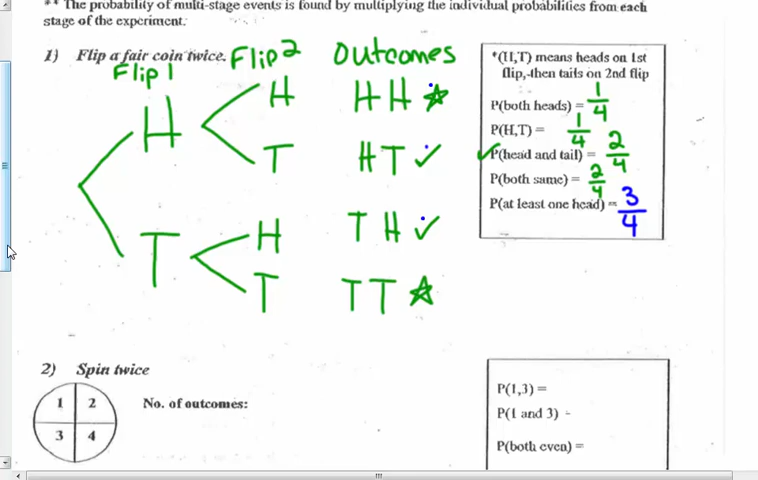 ** The probability of multi-stage events is found by multiplying the individual probabilities from each
stage of the experiment.
1) Flip a fair coin twice.
Flip 1 Flip 2 Outcomes
H H HH
T HT
T H TH
T TT
*(H,T) means heads on 1st
flip, then tails on 2nd flip
P(both heads) = 1/4
P(H,T) = 1/4
P(head and tail) = 2/4
P(both same) = 2/4
P(at least one head) = 3/4
2) Spin twice
1 2
3 4
No. of outcomes:
P(1,3) =
P(1 and 3) -
P(both even) =